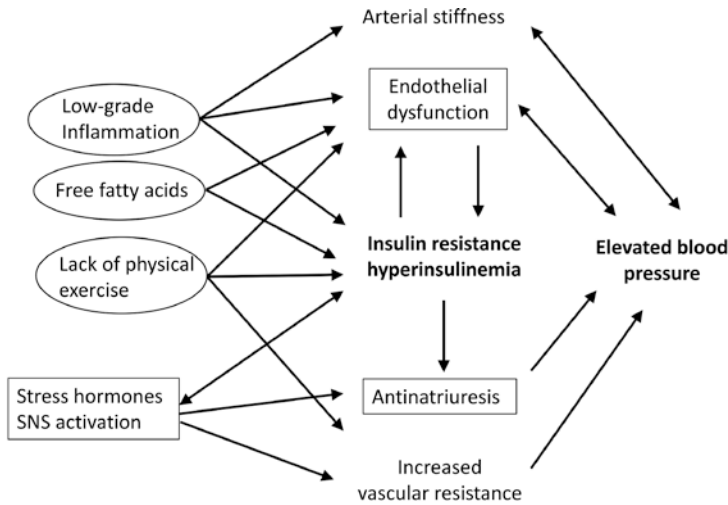 Arterial stiffness
Endothelial
dysfunction
Low-grade
Inflammation
Free fatty acids
Lack of physical
exercise
Insulin resistance
hyperinsulinemia
Elevated blood
pressure
Stress hormones
SNS activation
Antinatriuresis
Increased
vascular resistance